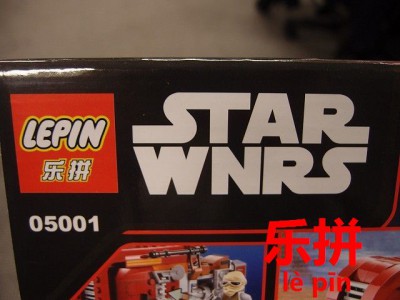 LEPIN
乐拼
STAR
WNRS
05001
乐拼
lè pin